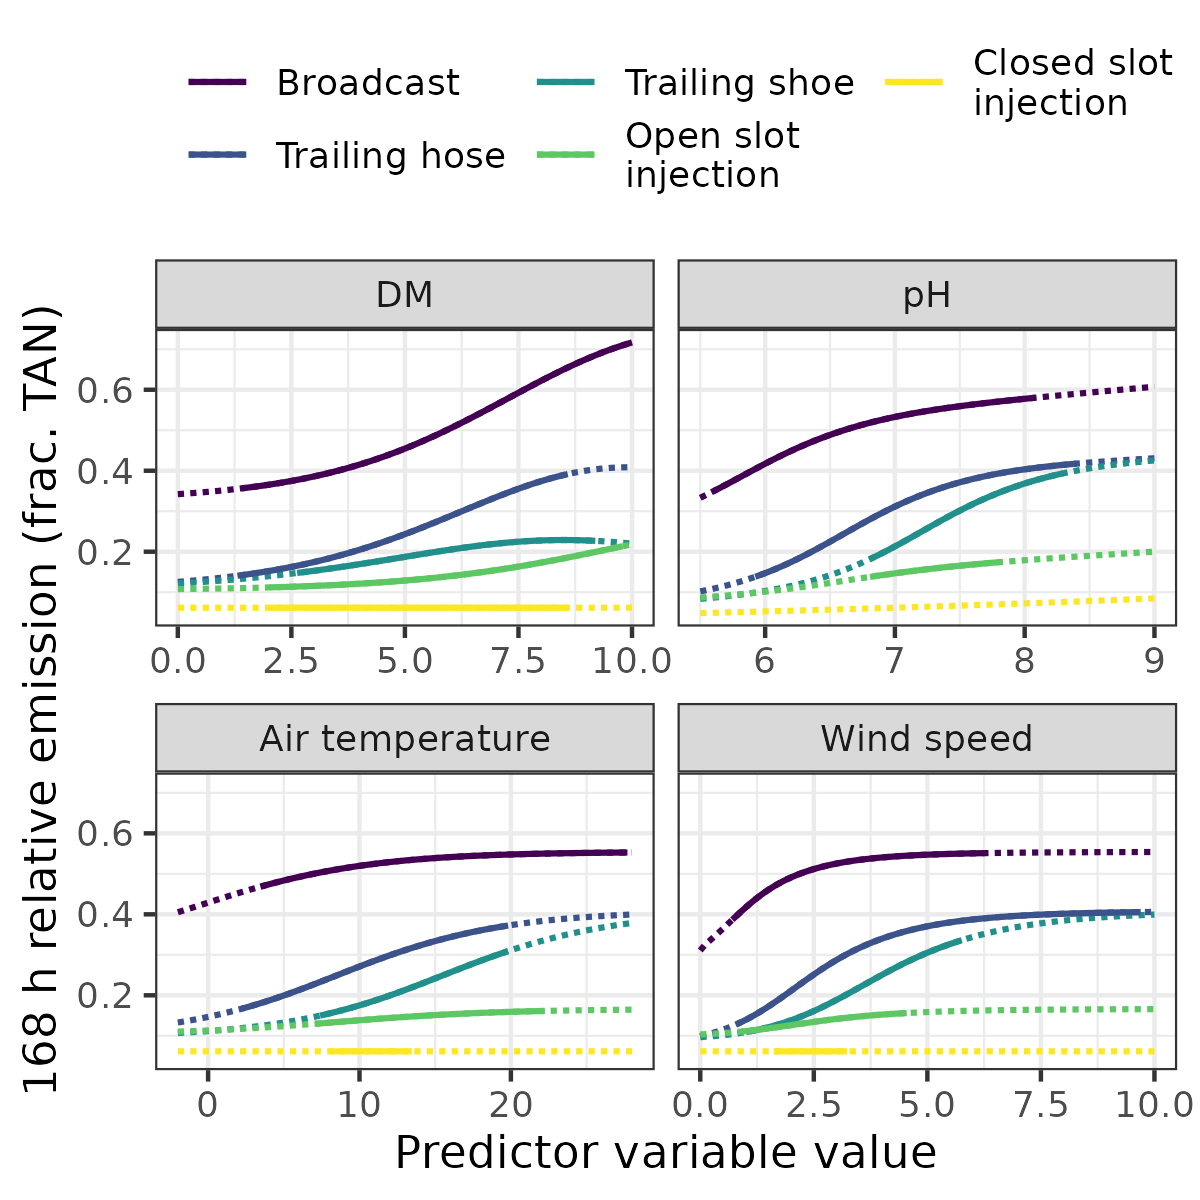 Broadcast
Trailing hose
Trailing shoe
Open slot
injection
Closed slot
injection
168 h relative emission (frac. TAN)
DM
0.6
0.4
0.2
0.0 2.5 5.0 7.5 10.0
pH
6 7 8 9
Air temperature
0.6
0.4
0.2
0 10 20
Wind speed
0.0 2.5 5.0 7.5 10.0
Predictor variable value